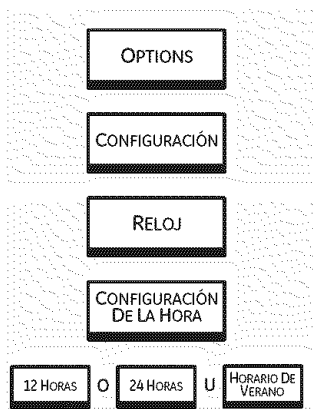 OPTIONS
CONFIGURACIÓN
RELOJ
CONFIGURACIÓN
DE LA HORA
12 HORAS O 24 HORAS U HORARIO DE VERANO